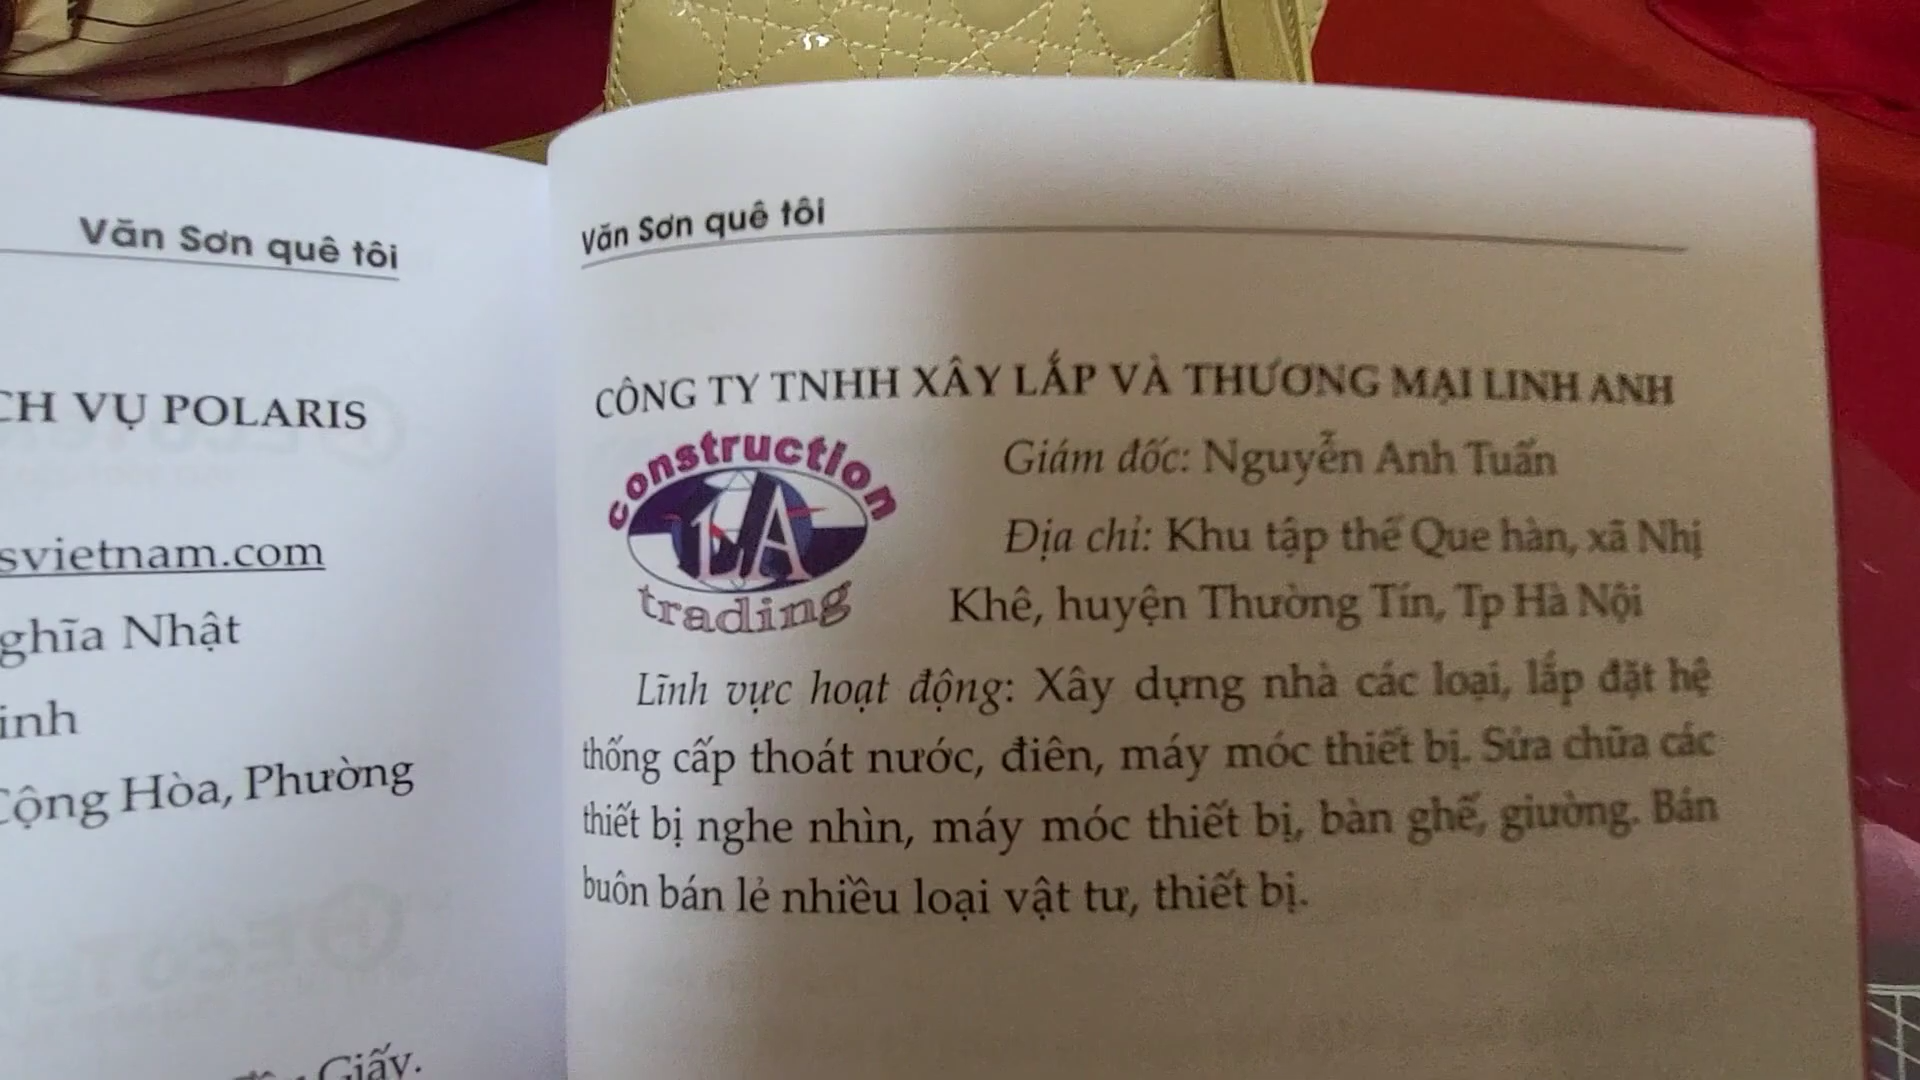 Văn Sơn quê tôi
CH VỤ POLARIS
svietnam.com
ghĩa Nhật
inh
Cộng Hòa, Phường
Giấy.
Văn Sơn quê tôi
CÔNG TY TNHH XÂY LẮP VÀ THƯƠNG MẠI LINH ANH
construction
LA
trading
Giám đốc: Nguyễn Anh Tuấn
Địa chỉ: Khu tập thể Que hàn, xã Nhị
Khê, huyện Thường Tín, Tp Hà Nội
Lĩnh vực hoạt động: Xây dựng nhà các loại, lắp đặt hệ
thống cấp thoát nước, điên, máy móc thiết bị. Sửa chữa các
thiết bị nghe nhìn, máy móc thiết bị, bàn ghế, giường. Bán
buôn bán lẻ nhiều loại vật tư, thiết bị.